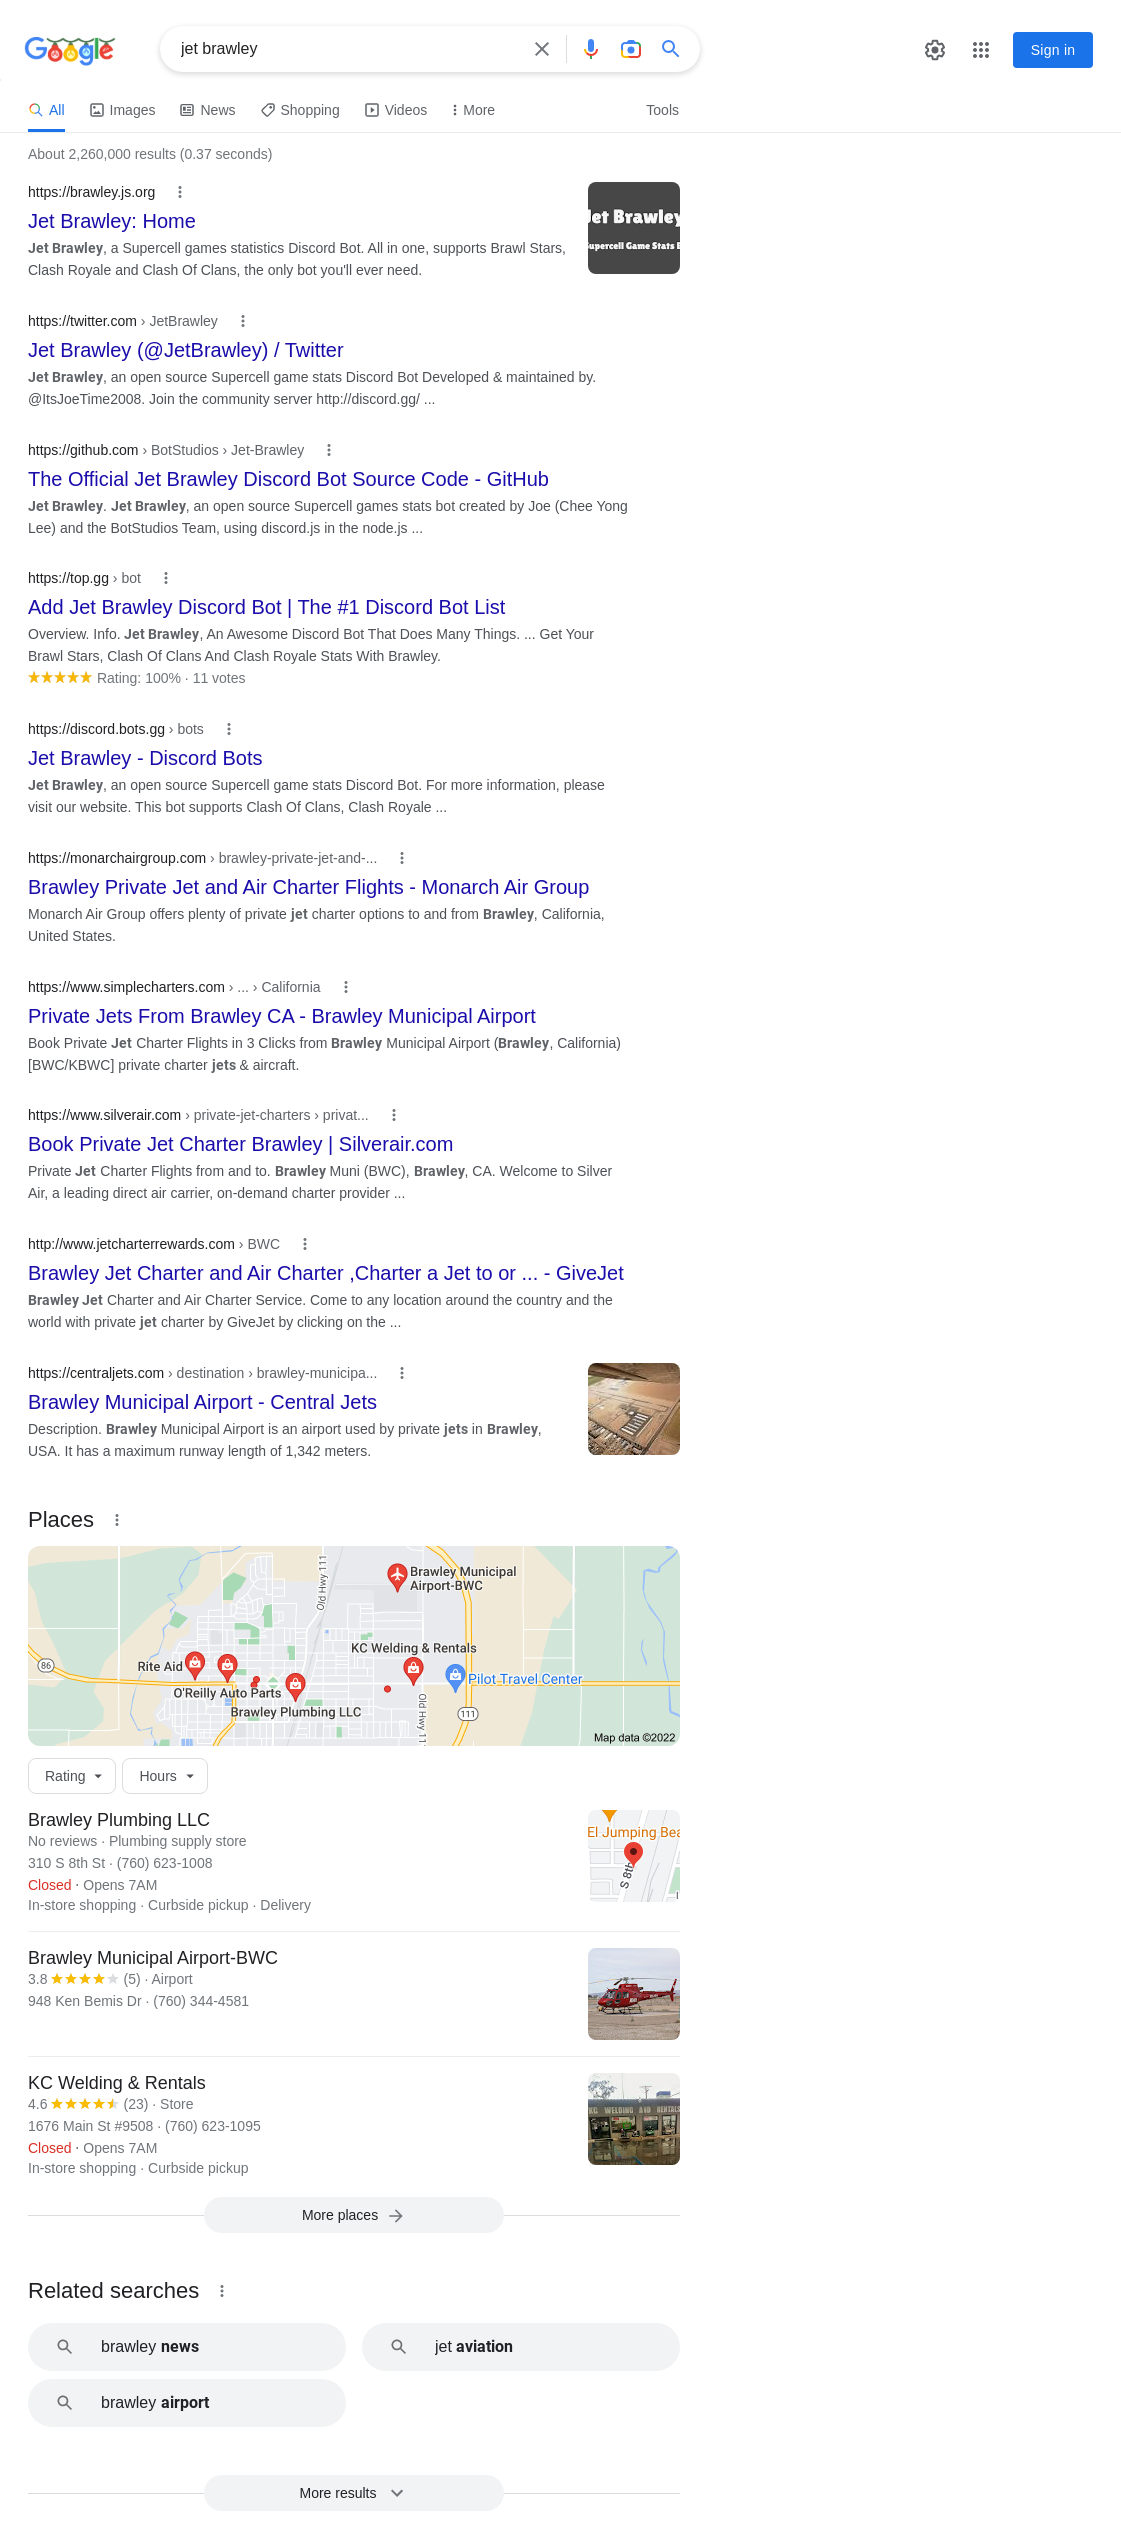 Google
jet brawley
Sign in
All
Images
News
Shopping
Videos
More
Tools
About 2,260,000 results (0.37 seconds)
https://brawley.js.org
Jet Brawley: Home
Jet Brawley, a Supercell games statistics Discord Bot. All in one, supports Brawl Stars,
Clash Royale and Clash Of Clans, the only bot you'll ever need.
Jet Brawley
Supercell Game Stats B
https://twitter.com › JetBrawley
Jet Brawley (@JetBrawley) / Twitter
Jet Brawley, an open source Supercell game stats Discord Bot Developed & maintained by.
@ItsJoeTime2008. Join the community server http://discord.gg/ ...
https://github.com › BotStudios › Jet-Brawley
The Official Jet Brawley Discord Bot Source Code - GitHub
Jet Brawley. Jet Brawley, an open source Supercell games stats bot created by Joe (Chee Yong
Lee) and the BotStudios Team, using discord.js in the node.js ...
https://top.gg › bot
Add Jet Brawley Discord Bot | The #1 Discord Bot List
Overview. Info. Jet Brawley, An Awesome Discord Bot That Does Many Things. ... Get Your
Brawl Stars, Clash Of Clans And Clash Royale Stats With Brawley.
Rating: 100% · 11 votes
https://discord.bots.gg › bots
Jet Brawley - Discord Bots
Jet Brawley, an open source Supercell game stats Discord Bot. For more information, please
visit our website. This bot supports Clash Of Clans, Clash Royale ...
https://monarchairgroup.com › brawley-private-jet-and-...
Brawley Private Jet and Air Charter Flights - Monarch Air Group
Monarch Air Group offers plenty of private jet charter options to and from Brawley, California,
United States.
https://www.simplecharters.com › ... › California
Private Jets From Brawley CA - Brawley Municipal Airport
Book Private Jet Charter Flights in 3 Clicks from Brawley Municipal Airport (Brawley, California)
[BWC/KBWC] private charter jets & aircraft.
https://www.silverair.com › private-jet-charters › privat...
Book Private Jet Charter Brawley | Silverair.com
Private Jet Charter Flights from and to. Brawley Muni (BWC), Brawley, CA. Welcome to Silver
Air, a leading direct air carrier, on-demand charter provider ...
http://www.jetcharterrewards.com › BWC
Brawley Jet Charter and Air Charter ,Charter a Jet to or ... - GiveJet
Brawley Jet Charter and Air Charter Service. Come to any location around the country and the
world with private jet charter by GiveJet by clicking on the ...
https://centraljets.com › destination › brawley-municipa...
Brawley Municipal Airport - Central Jets
Description. Brawley Municipal Airport is an airport used by private jets in Brawley,
USA. It has a maximum runway length of 1,342 meters.
Places
Old Hwy 111
Brawley Municipal
Airport-BWC
KC Welding & Rentals
86
Rite Aid
Pilot Travel Center
O'Reilly Auto Parts
Brawley Plumbing LLC
Old Hwy 11
111
Map data ©2022
Rating
Hours
Brawley Plumbing LLC
No reviews · Plumbing supply store
310 S 8th St · (760) 623-1008
Closed · Opens 7AM
In-store shopping · Curbside pickup · Delivery
El Jumping Bea
S 8th
Brawley Municipal Airport-BWC
3.8 (5) · Airport
948 Ken Bemis Dr · (760) 344-4581
KC Welding & Rentals
4.6 (23) · Store
1676 Main St #9508 · (760) 623-1095
Closed · Opens 7AM
In-store shopping · Curbside pickup
KC WELDING AND RENTALS
More places
Related searches
brawley news
jet aviation
brawley airport
More results